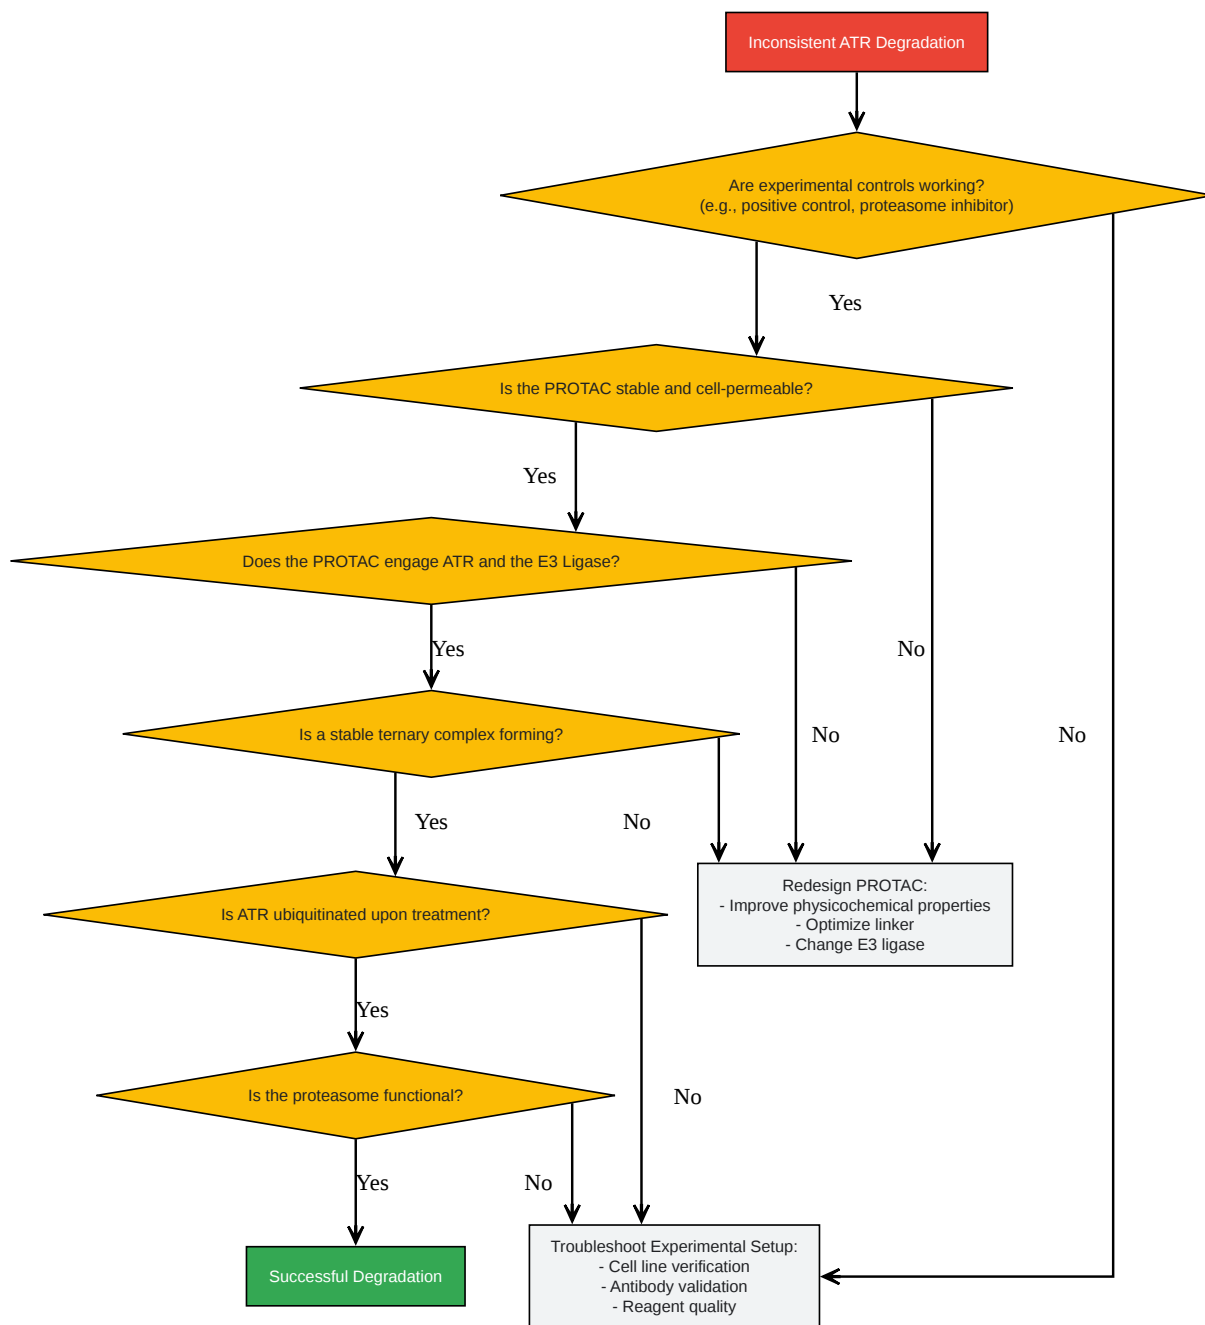 Inconsistent ATR Degradation
Are experimental controls working?
(e.g., positive control, proteasome inhibitor)
Yes
Is the PROTAC stable and cell-permeable?
Yes
Does the PROTAC engage ATR and the E3 Ligase?
Yes
No
Is a stable ternary complex forming?
No
No
Yes
No
Redesign PROTAC:
- Improve physicochemical properties
- Optimize linker
- Change E3 ligase
Is ATR ubiquitinated upon treatment?
Yes
Is the proteasome functional?
No
Yes
No
Successful Degradation
Troubleshoot Experimental Setup:
- Cell line verification
- Antibody validation
- Reagent quality